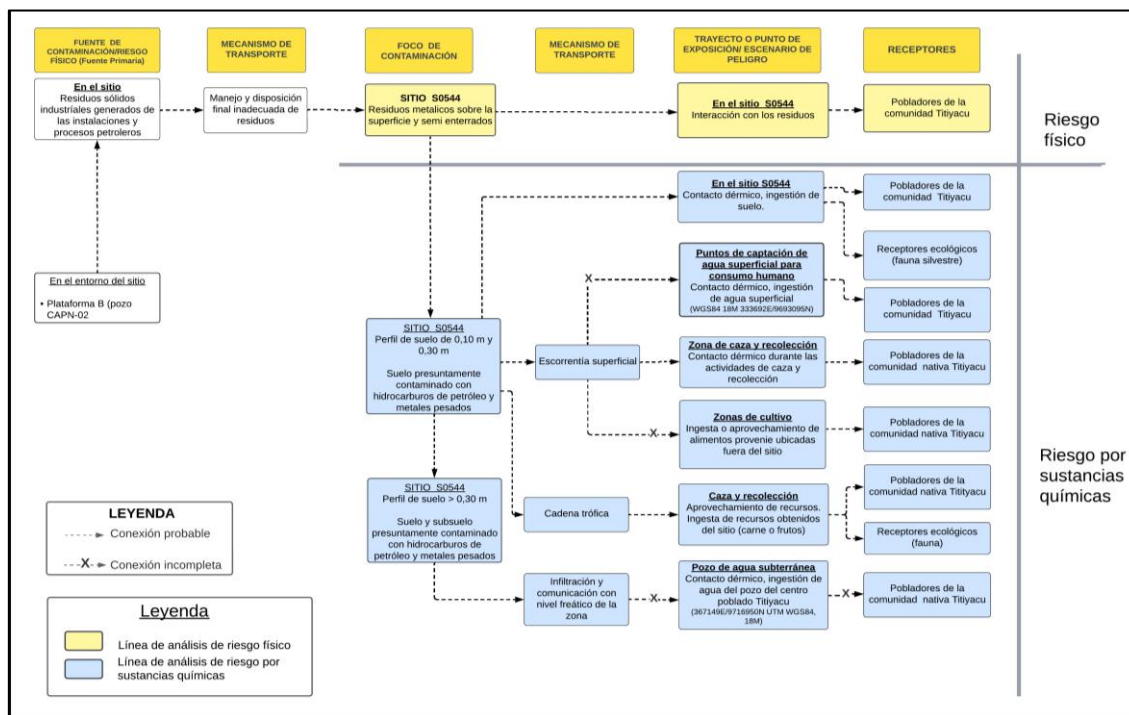 FUENTE DE
CONTAMINACIÓN/RIESGO
FÍSICO (Fuente Primaria)
MECANISMO DE
TRANSPORTE
FOCO DE
CONTAMINACIÓN
MECANISMO DE
TRANSPORTE
TRAYECTO O PUNTO DE
EXPOSICIÓN/ ESCENARIO DE
PELIGRO
RECEPTORES
En el sitio
Residuos sólidos
industriales generados de
las instalaciones y
procesos petroleros
Manejo y disposición
final inadecuada de
residuos
SITIO S0544
Residuos metalicos sobre la
superficie y semi enterrados
En el sitio S0544
Interacción con los residuos
Pobladores de la
comunidad Titiyacu
Riesgo
físico
En el sitio S0544
Contacto dérmico, ingestión de
suelo.
Pobladores de la
comunidad Titiyacu
Receptores ecológicos
(fauna silvestre)
En el entorno del sitio
• Plataforma B (pozo
CAPN-02
X
Puntos de captación de
agua superficial para
consumo humano
Contacto dérmico, ingestión
de agua superficial
(WGS84 18M 333692E/9693095N)
Pobladores de la
comunidad Titiyacu
SITIO S0544
Perfil de suelo de 0,10 m y
0,30 m
Suelo presuntamente
contaminado con
hidrocarburos de petróleo y
metales pesados
Escorrentía superficial
Zona de caza y recolección
Contacto dérmico durante las
actividades de caza y
recolección
Pobladores de la
comunidad nativa Titiyacu
X
Zonas de cultivo
Ingesta o aprovechamiento de
alimentos provenie ubicadas
fuera del sitio
Pobladores de la
comunidad nativa Titiyacu
Riesgo por
sustancias
químicas
SITIO S0544
Perfil de suelo > 0,30 m
Suelo y subsuelo
presuntamente contaminado
con hidrocarburos de
petróleo y metales pesados
Cadena trófica
Caza y recolección
Aprovechamiento de recursos.
Ingesta de recursos obtenidos
del sitio (carne o frutos)
Pobladores de la
comunidad nativa Titityacu
Receptores ecológicos
(fauna)
Infiltración y
comunicación con
nivel freático de la
zona
X
Pozo de agua subterránea
Contacto dérmico, ingestión de
agua del pozo del centro
poblado Titiyacu
(367149E/9716950N UTM WGS84,
18M)
X
Pobladores de la
comunidad nativa Titiyacu
LEYENDA
Conexión probable
X Conexión incompleta
Leyenda
Línea de análisis de riesgo físico
Línea de análisis de riesgo por
sustancias químicas